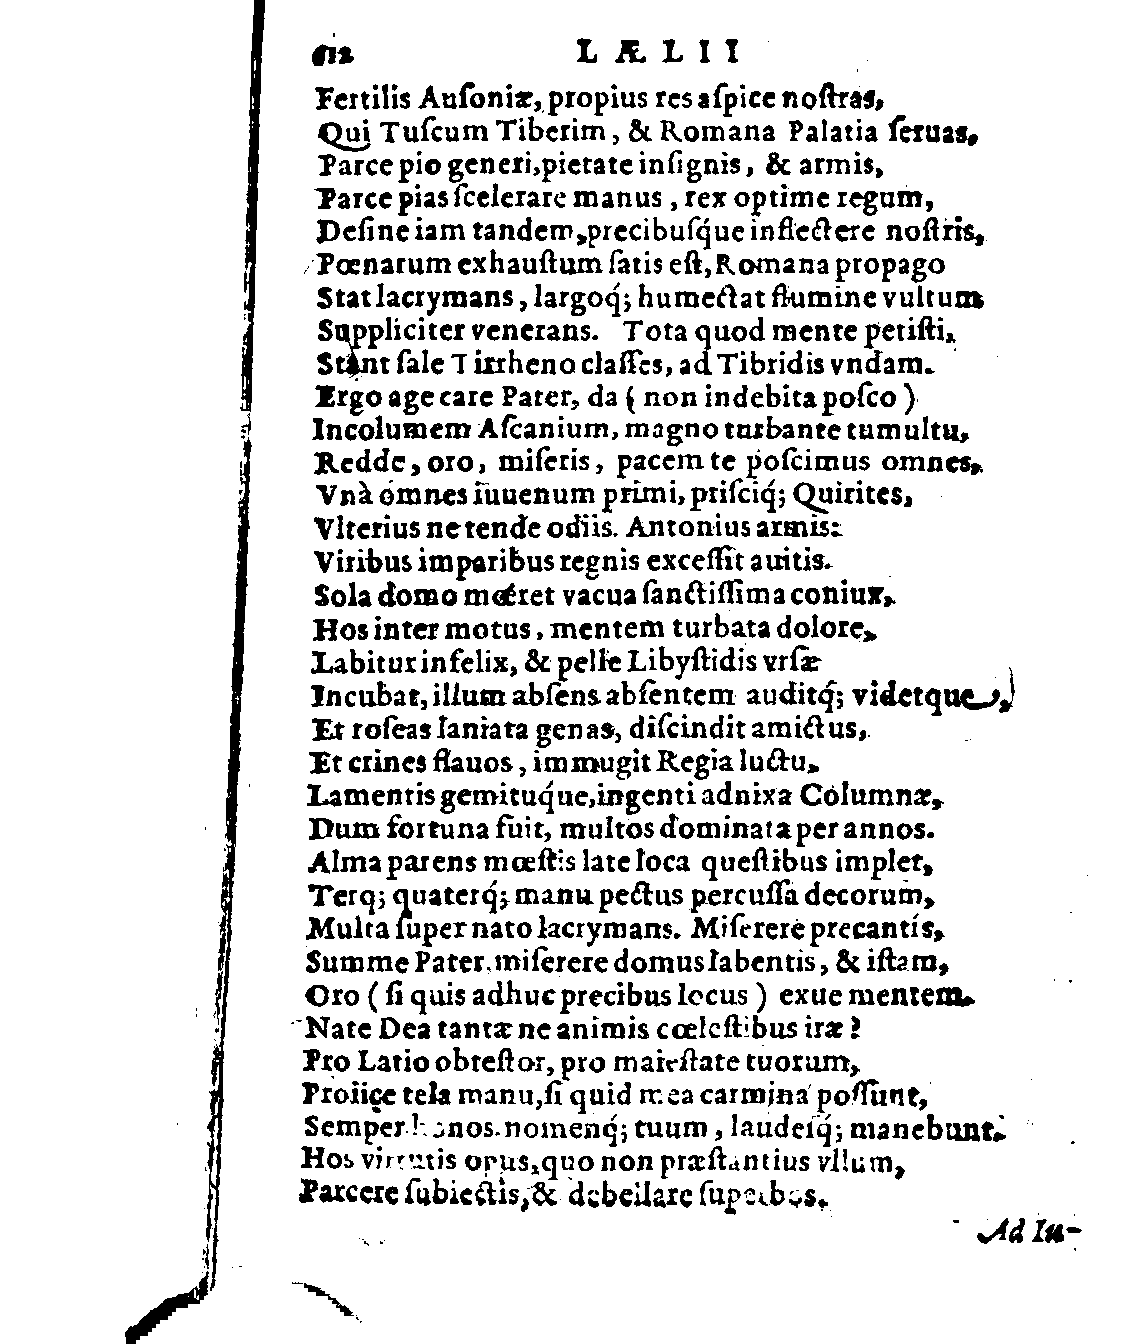 612 LÆLII
Fertilis Auſoniæ, propius res aſpice noſtras,
Qui Tuſcum Tiberim, & Romana Palatia ſeruas,
Parce pio generi, pietate inſignis, & armis,
Parce pias ſcelerare manus, rex optime regum,
Deſine iam tandem, precibuſq́ue inflectere noſtris,
Pœnarum exhauſtum ſatis eſt, Romana propago
Stat lacrymans, largoq́; humectat flumine vultum
Suppliciter venerans. Tota quod mente petiſti,
Stant ſale Tirrheno claſſes, ad Tibridis vndam.
Ergo age care Pater, da ( non indebita poſco )
Incolumem Aſcanium, magno turbante tumultu,
Redde, oro, miſeris, pacem te poſcimus omnes,
Vnà omnes iuuenum primi, priſciq́; Quirites,
Vlterius ne tende odiis. Antonius armis:
Viribus imparibus regnis exceſſit auitis.
Sola domo mœret vacua ſanctiſſima coniux,
Hos inter motus, mentem turbata dolore,
Labitur infelix, & pelle Libyſtidis vrſæ
Incubat, illum abſens abſentem auditq́; videtque,
Et roſeas laniata genas, diſcindit amictus,
Et crines flauos, immugit Regia luctu,
Lamentis gemituq́ue, ingenti adnixa Columnæ,
Dum fortuna fuit, multos dominata per annos.
Alma parens mœſtis late loca queſtibus implet,
Terq; quaterq́; manu pectus percuſſa decorum,
Multa ſuper nato lacrymans. Miſerere precantis,
Summe Pater, miſerere domus labentis, & iſtam,
Oro ( ſi quis adhuc precibus locus ) exue mentem.
Nate Dea tantæ ne animis cœleſtibus iræ?
Pro Latio obteſtor, pro maieſtate tuorum,
Proiice tela manu, ſi quid mea carmina poſſunt,
Semper honos nomenq́; tuum, laudeſq́; manebunt.
Hos virtutis opus, quo non præſtantius vllum,
Parcere ſubiectis, & debellare ſuperbos.
Ad Iu-